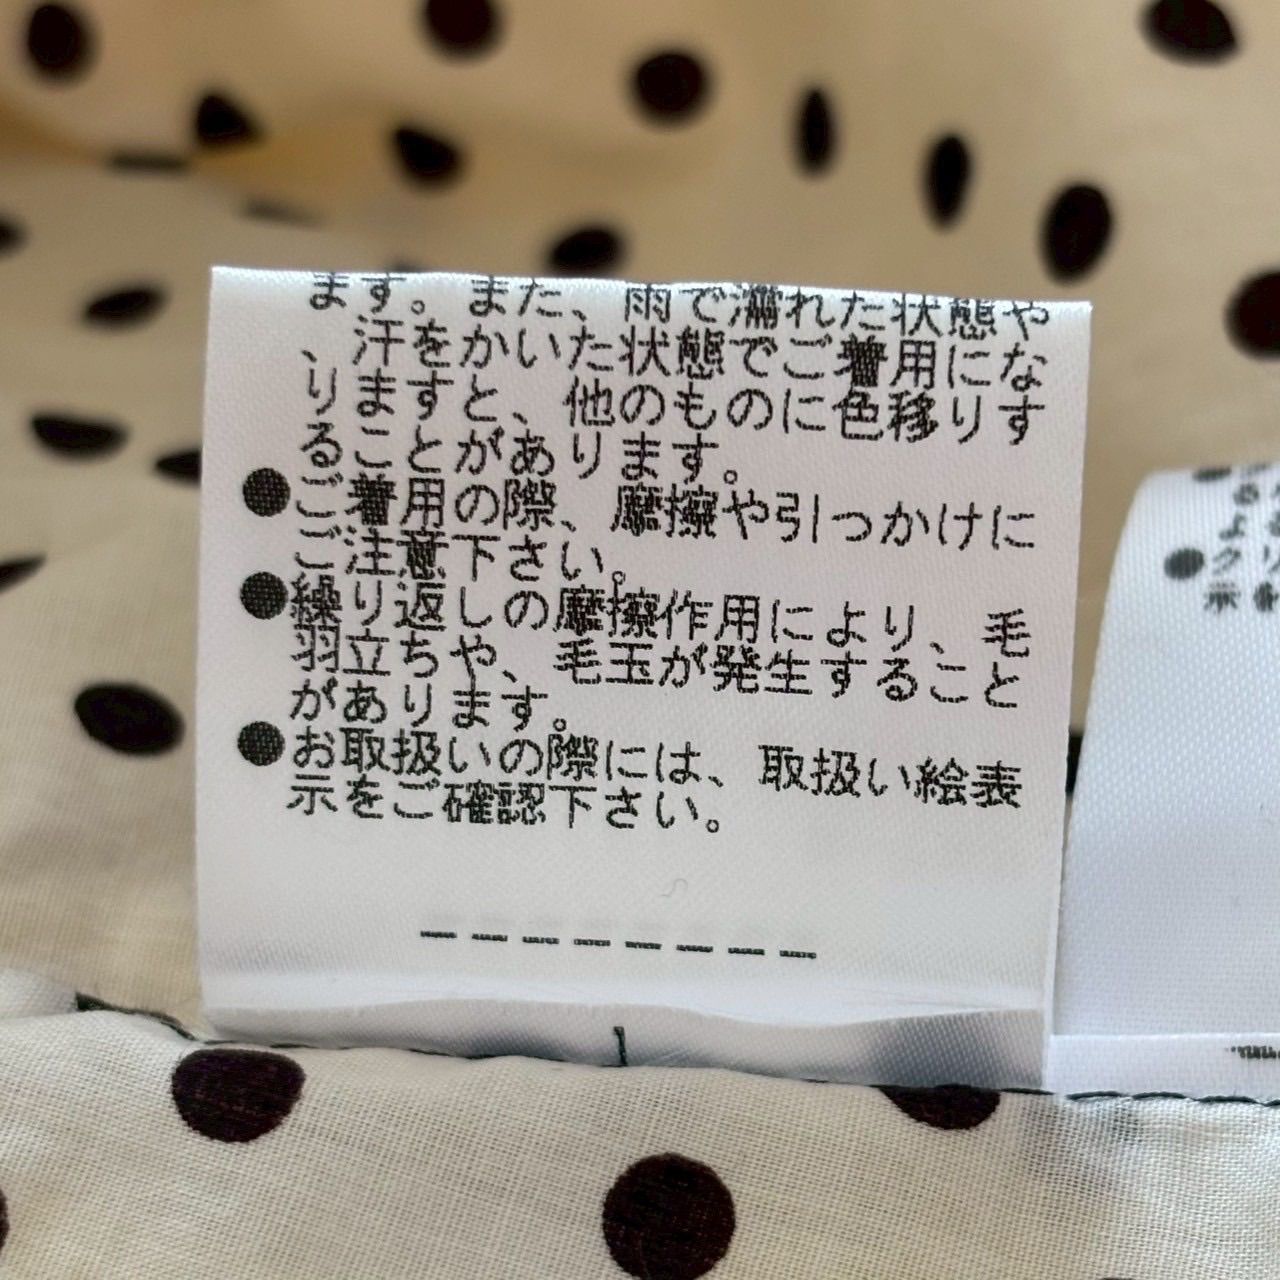 ます。また、雨で濡れた状態や
、汗をかいた状態でご着用にな
りますと、他のものに色移りす
ることがあります。
●ご着用の際、摩擦や引っかけに
ご注意下さい。
●繰り返しの摩擦作用により、毛
羽立ちや、毛玉が発生すること
があります。
●お取扱いの際には、取扱い絵表
示をご確認下さい。
--------
る
よ
●クリ
示